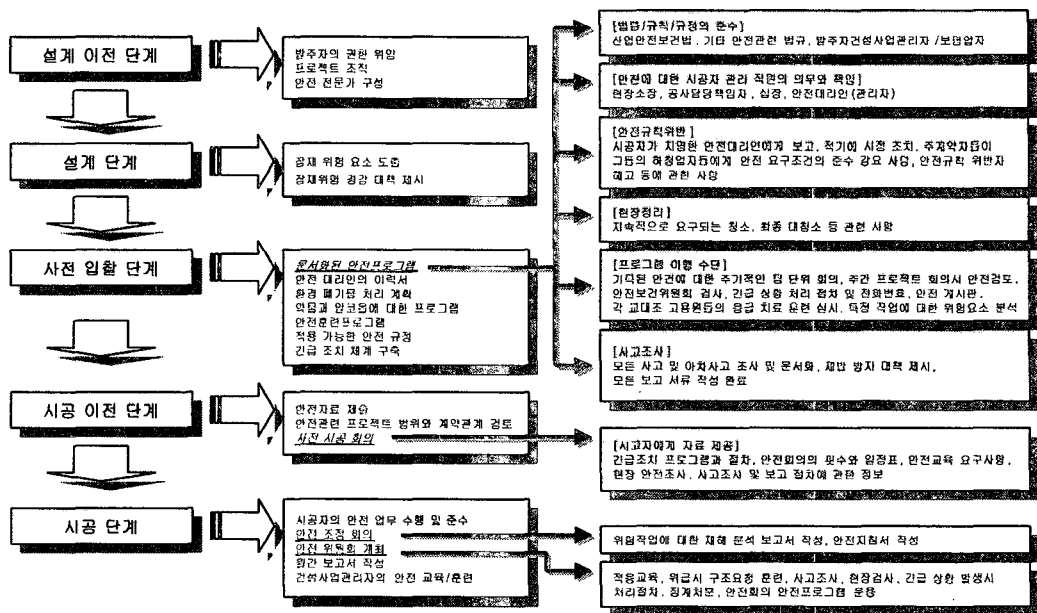 설계 이전 단계
발주자의 권한 위임
프로젝트 조직
안전 전문가 구성
설계 단계
잠재 위험 요소 도출
잠재위험 경감 대책 제시
사전 입찰 단계
문서화된 안전프로그램
안전 대리인의 이력서
환경 폐기물 처리 계획
약물과 알코올에 대한 프로그램
안전훈련프로그램
적용 가능한 안전 규정
긴급 조치 체계 구축
시공 이전 단계
안전자료 제출
안전관련 프로젝트 범위와 계약관계 검토
사전 시공 회의
시공 단계
시공자의 안전 업무 수행 및 준수
안전 조정 회의
안전 위원회 개최
월간 보고서 작성
건설사업관리자의 안전 교육/훈련
[법률/규칙/규정의 준수]
산업안전보건법, 기타 안전관련 법규, 발주자건설사업관리자/보험업자
[안전에 대한 시공자 관리 직원의 의무와 책임]
현장소장, 공사담당책임자, 십장, 안전대리인(관리자)
[안전규칙위반]
시공자가 지명한 안전대리인에게 보고, 적기에 시정 조치, 주계약자들이
그들의 하청업자들에게 안전 요구조건의 준수 강요 사항, 안전규칙 위반자
해고 등에 관한 사항
[현장정리]
지속적으로 요구되는 청소, 최종 대청소 등 관련 사항
[프로그램 이행 수단]
기록된 안건에 대한 주기적인 팀 단위 회의, 주간 프로젝트 회의시 안전검토,
안전보건위원회 검사, 긴급 상황 처리 절차 및 전화번호, 안전 게시판,
각 교대조 고용원들의 응급 치료 훈련 실시, 특정 작업에 대한 위험요소 분석
[사고조사]
모든 사고 및 아차사고 조사 및 문서화, 재발 방지 대책 제시,
모든 보고 서류 작성 완료
[시공자에게 자료 제공]
긴급조치 프로그램과 절차, 안전회의의 횟수와 일정표, 안전교육 요구사항,
현장 안전조사, 사고조사 및 보고 절차에 관한 정보
위험작업에 대한 재해 분석 보고서 작성, 안전지침서 작성
적응교육, 위급시 구조요청 훈련, 사고조사, 현장검사, 긴급 상황 발생시
처리절차, 징계처분, 안전회의 안전프로그램 운용